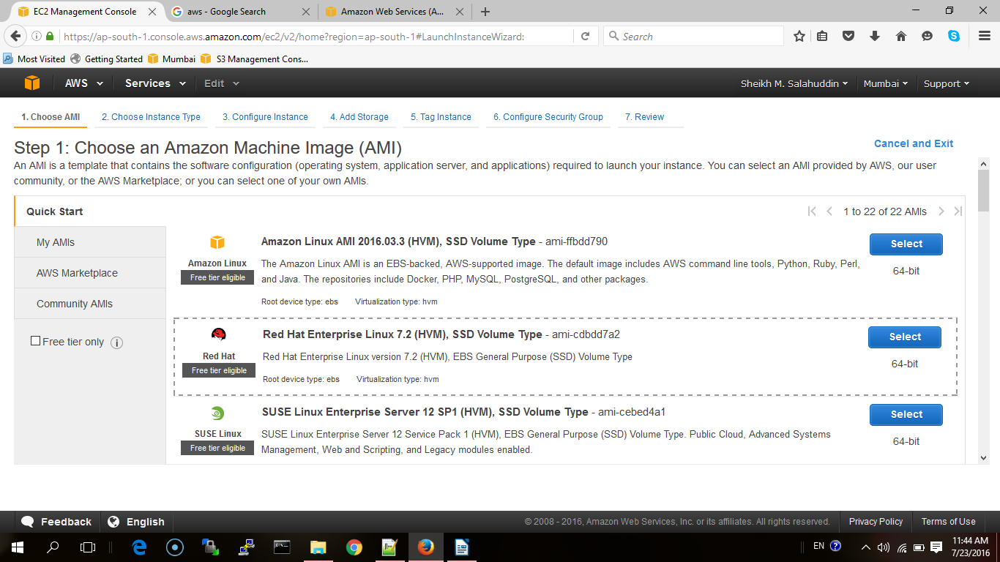 EC2 Management Console
aws - Google Search
Amazon Web Services (A...
https://ap-south-1.console.aws.amazon.com/ec2/v2/home?region=ap-south-1#LaunchInstanceWizard:
Search
Most Visited
Getting Started
Mumbai
S3 Management Cons...
AWS
Services
Edit
Sheikh M. Salahuddin
Mumbai
Support
1. Choose AMI
2. Choose Instance Type
3. Configure Instance
4. Add Storage
5. Tag Instance
6. Configure Security Group
7. Review
Step 1: Choose an Amazon Machine Image (AMI)
Cancel and Exit
An AMI is a template that contains the software configuration (operating system, application server, and applications) required to launch your instance. You can select an AMI provided by AWS, our user
community, or the AWS Marketplace; or you can select one of your own AMIs.
Quick Start
1 to 22 of 22 AMIs
My AMIs
AWS Marketplace
Community AMIs
Free tier only
Amazon Linux
Free tier eligible
Amazon Linux AMI 2016.03.3 (HVM), SSD Volume Type - ami-ffbdd790
The Amazon Linux AMI is an EBS-backed, AWS-supported image. The default image includes AWS command line tools, Python, Ruby, Perl,
and Java. The repositories include Docker, PHP, MySQL, PostgreSQL, and other packages.
Root device type: ebs
Virtualization type: hvm
Select
64-bit
Red Hat
Free tier eligible
Red Hat Enterprise Linux 7.2 (HVM), SSD Volume Type - ami-cdbdd7a2
Red Hat Enterprise Linux version 7.2 (HVM), EBS General Purpose (SSD) Volume Type
Root device type: ebs
Virtualization type: hvm
Select
64-bit
SUSE Linux
Free tier eligible
SUSE Linux Enterprise Server 12 SP1 (HVM), SSD Volume Type - ami-cebed4a1
SUSE Linux Enterprise Server 12 Service Pack 1 (HVM), EBS General Purpose (SSD) Volume Type. Public Cloud, Advanced Systems
Management, Web and Scripting, and Legacy modules enabled.
Select
64-bit
Feedback
English
© 2008 - 2016, Amazon Web Services, Inc. or its affiliates. All rights reserved.
Privacy Policy
Terms of Use
EN
11:44 AM
7/23/2016